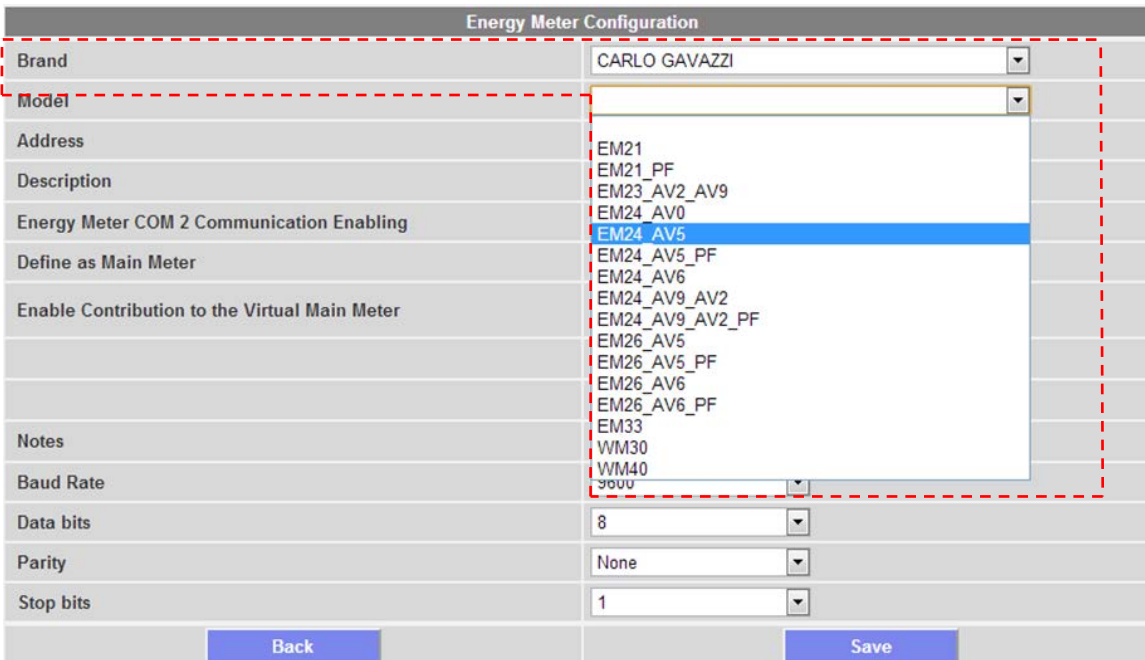 Energy Meter Configuration
Brand CARLO GAVAZZI
Model
Address
Description
Energy Meter COM 2 Communication Enabling
Define as Main Meter
Enable Contribution to the Virtual Main Meter
EM21
EM21_PF
EM23_AV2_AV9
EM24_AV0
EM24_AV5
EM24_AV5_PF
EM24_AV6
EM24_AV9_AV2
EM24_AV9_AV2_PF
EM26_AV5
EM26_AV5_PF
EM26_AV6
EM26_AV6_PF
EM33
WM30
WM40
Notes
Baud Rate 9600
Data bits 8
Parity None
Stop bits 1
Back Save